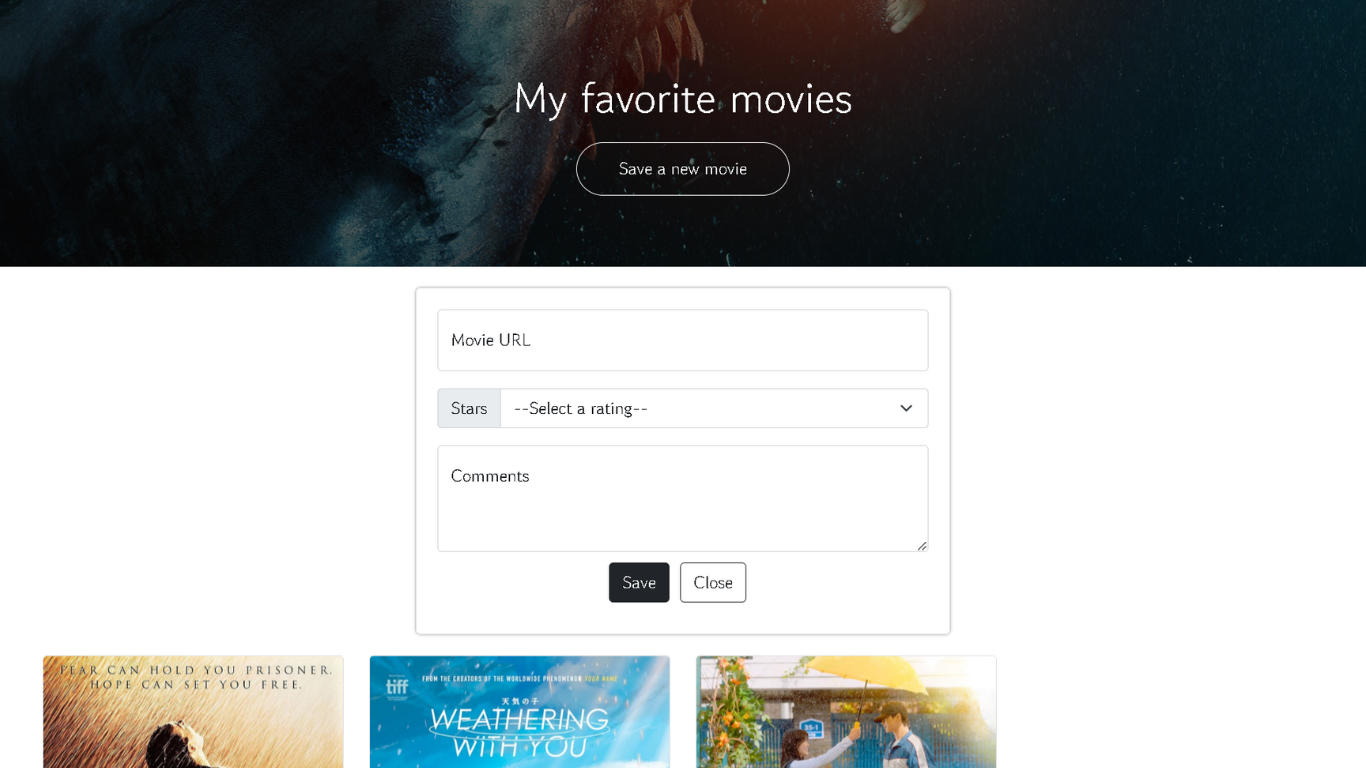 My favorite movies
Save a new movie
Movie URL
Stars
--Select a rating--
Comments
Save
Close
FEAR CAN HOLD YOU PRISONER.
HOPE CAN SET YOU FREE.
tiff
FROM THE CREATORS OF THE WORLDWIDE PHENOMENON YOUR NAME
天気の子
WEATHERING
WITH YOU
35-1